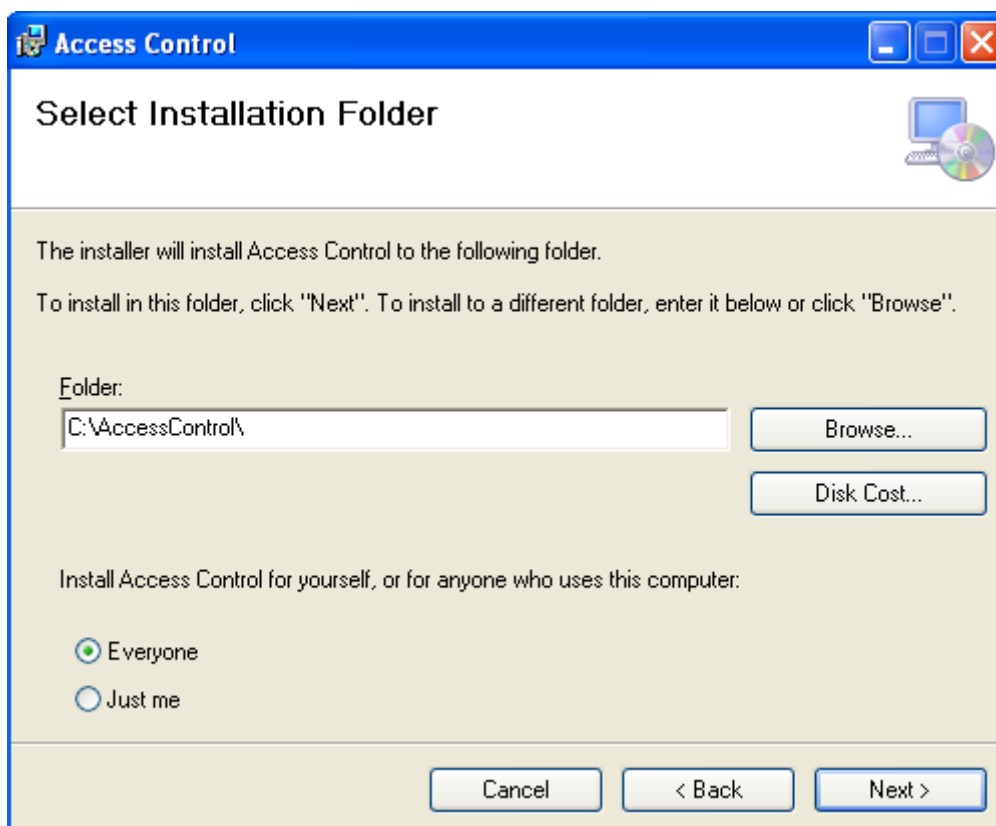 Access Control
Select Installation Folder
The installer will install Access Control to the following folder.
To install in this folder, click "Next". To install to a different folder, enter it below or click "Browse".
Folder:
C:\AccessControl\
Browse...
Disk Cost...
Install Access Control for yourself, or for anyone who uses this computer:
Everyone
Just me
Cancel
< Back
Next >